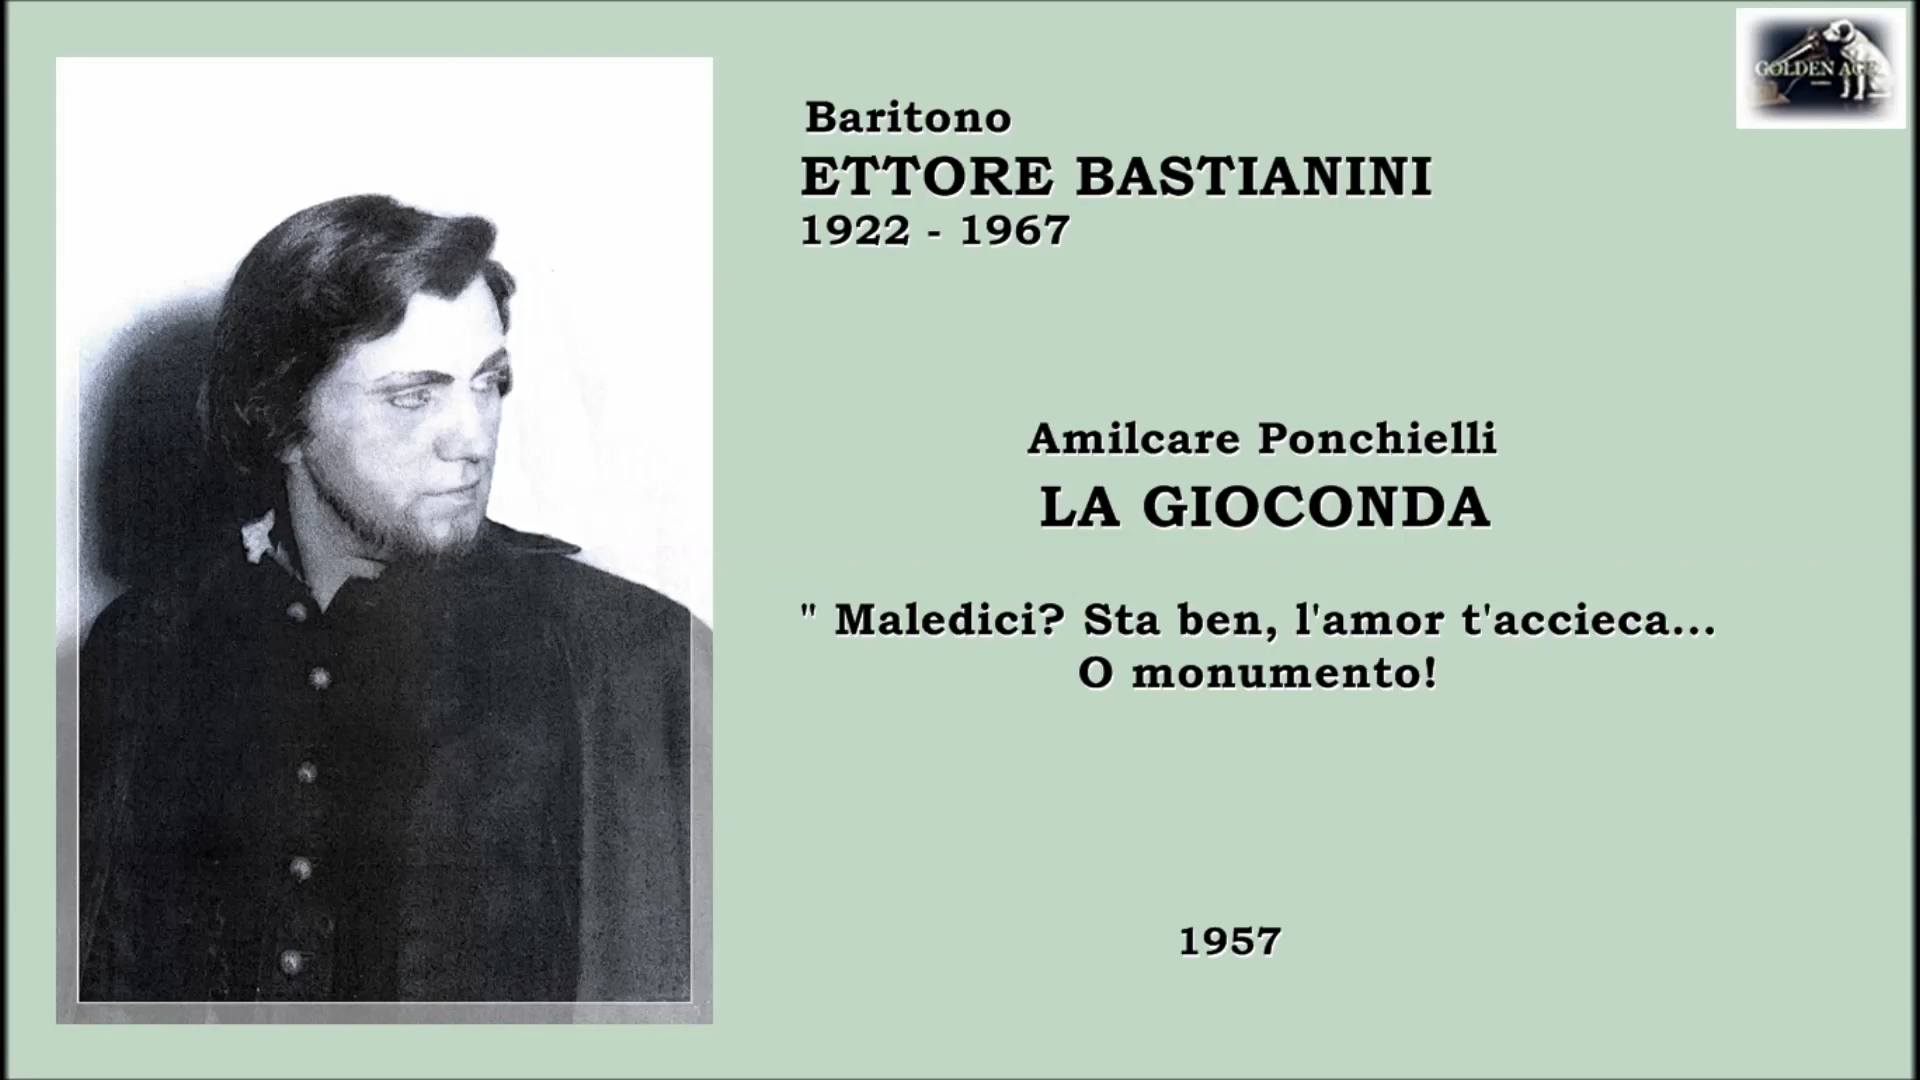 GOLDEN AGE
Baritono
ETTORE BASTIANINI
1922 - 1967
Amilcare Ponchielli
LA GIOCONDA
" Maledici? Sta ben, l'amor t'accieca...
O monumento!
1957